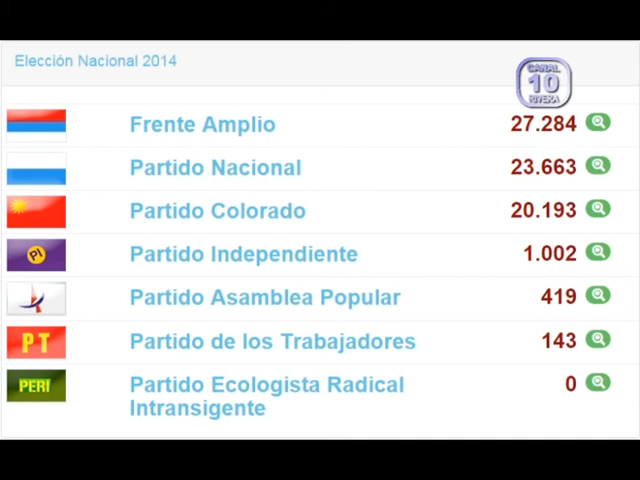 Elección Nacional 2014
CANAL
10
RIVERA
Frente Amplio 27.284
Partido Nacional 23.663
Partido Colorado 20.193
PI Partido Independiente 1.002
Partido Asamblea Popular 419
PT Partido de los Trabajadores 143
PERI Partido Ecologista Radical 0
Intransigente